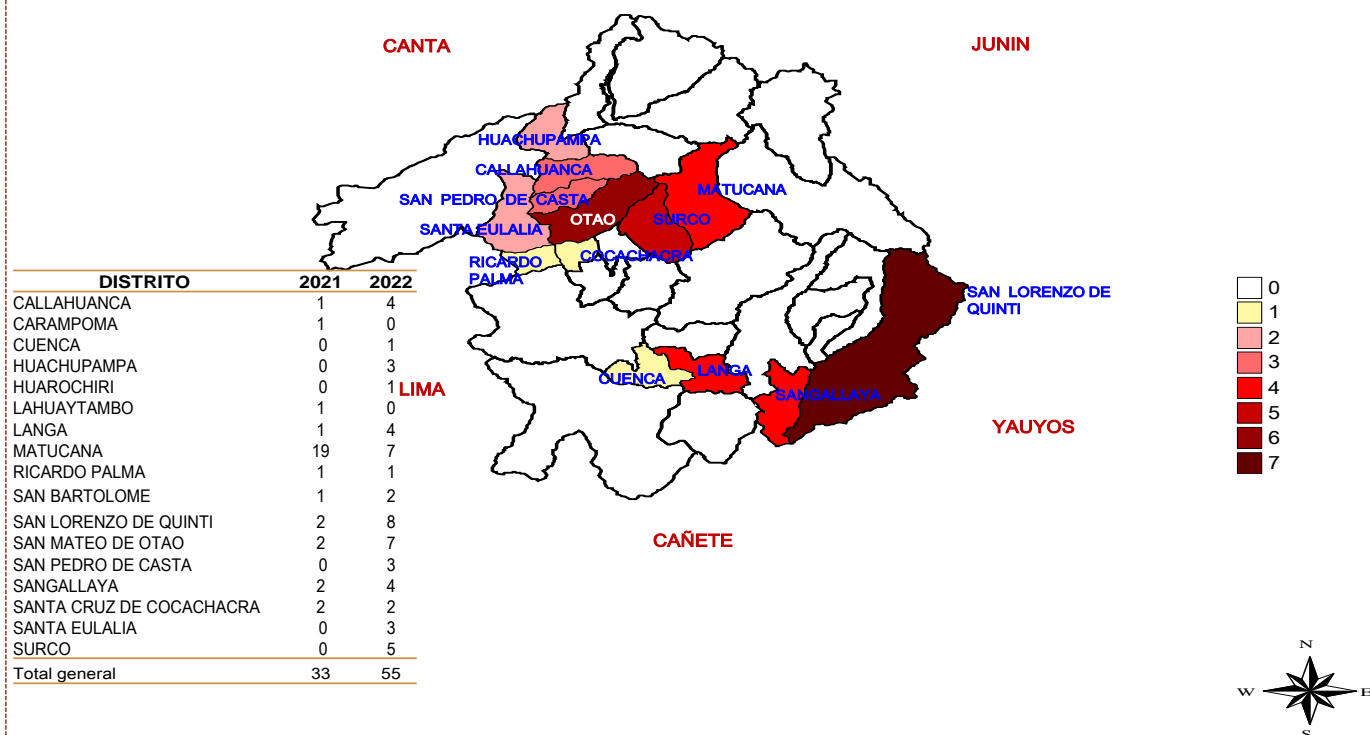 CANTA
JUNIN
HUACHUPAMPA
CALLAHUANCA
MATUCANA
SAN PEDRO DE CASTA
OTAO
SURCO
SANTA EULALIA
COCACHACRA
RICARDO
PALMA
SAN LORENZO DE
QUINTI
LIMA
CUENCA
LANGA
SANGALLAYA
YAUYOS
CAÑETE
DISTRITO 2021 2022
CALLAHUANCA 1 4
CARAMPOMA 1 0
CUENCA 0 1
HUACHUPAMPA 0 3
HUAROCHIRI 0 1
LAHUAYTAMBO 1 0
LANGA 1 4
MATUCANA 19 7
RICARDO PALMA 1 1
SAN BARTOLOME 1 2
SAN LORENZO DE QUINTI 2 8
SAN MATEO DE OTAO 2 7
SAN PEDRO DE CASTA 0 3
SANGALLAYA 2 4
SANTA CRUZ DE COCACHACRA 2 2
SANTA EULALIA 0 3
SURCO 0 5
Total general 33 55
0
1
2
3
4
5
6
7
N
W E
S